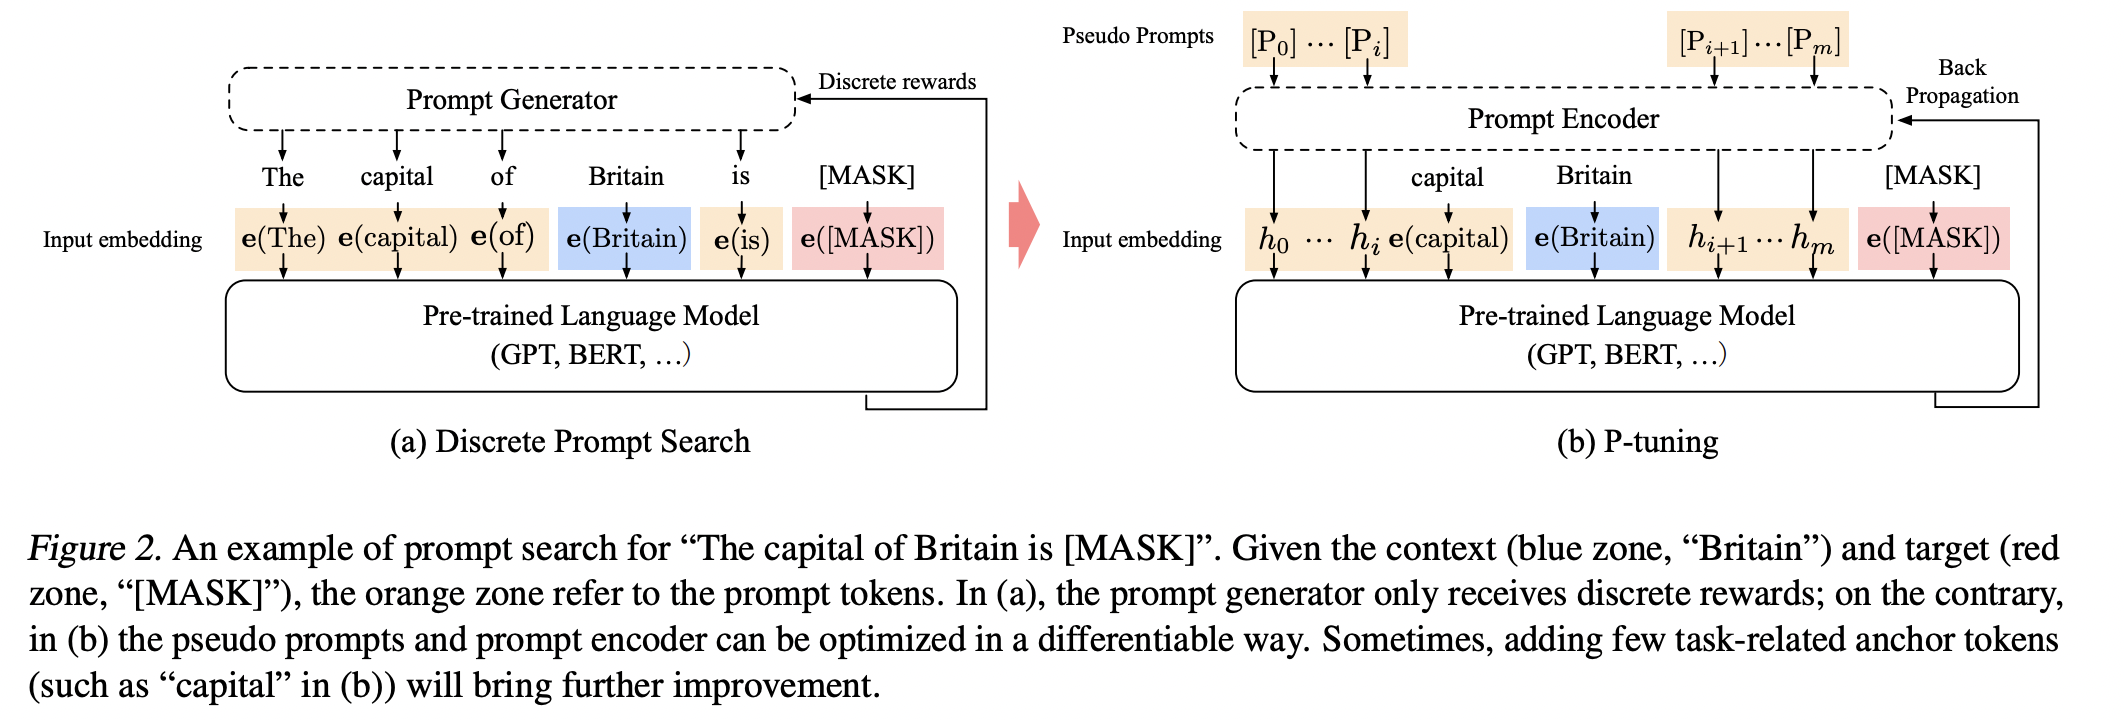 Discrete rewards
Prompt Generator
The capital of Britain is [MASK]
Input embedding e(The) e(capital) e(of) e(Britain) e(is) e([MASK])
Pre-trained Language Model
(GPT, BERT, …)
(a) Discrete Prompt Search
Pseudo Prompts [P₀] ⋯ [Pᵢ] [Pᵢ₊₁] ⋯ [Pₘ]
Back
Propagation
Prompt Encoder
capital Britain [MASK]
Input embedding h₀ ⋯ hᵢ e(capital) e(Britain) hᵢ₊₁ ⋯ hₘ e([MASK])
Pre-trained Language Model
(GPT, BERT, …)
(b) P-tuning
Figure 2. An example of prompt search for “The capital of Britain is [MASK]”. Given the context (blue zone, “Britain”) and target (red
zone, “[MASK]”), the orange zone refer to the prompt tokens. In (a), the prompt generator only receives discrete rewards; on the contrary,
in (b) the pseudo prompts and prompt encoder can be optimized in a differentiable way. Sometimes, adding few task-related anchor tokens
(such as “capital” in (b)) will bring further improvement.